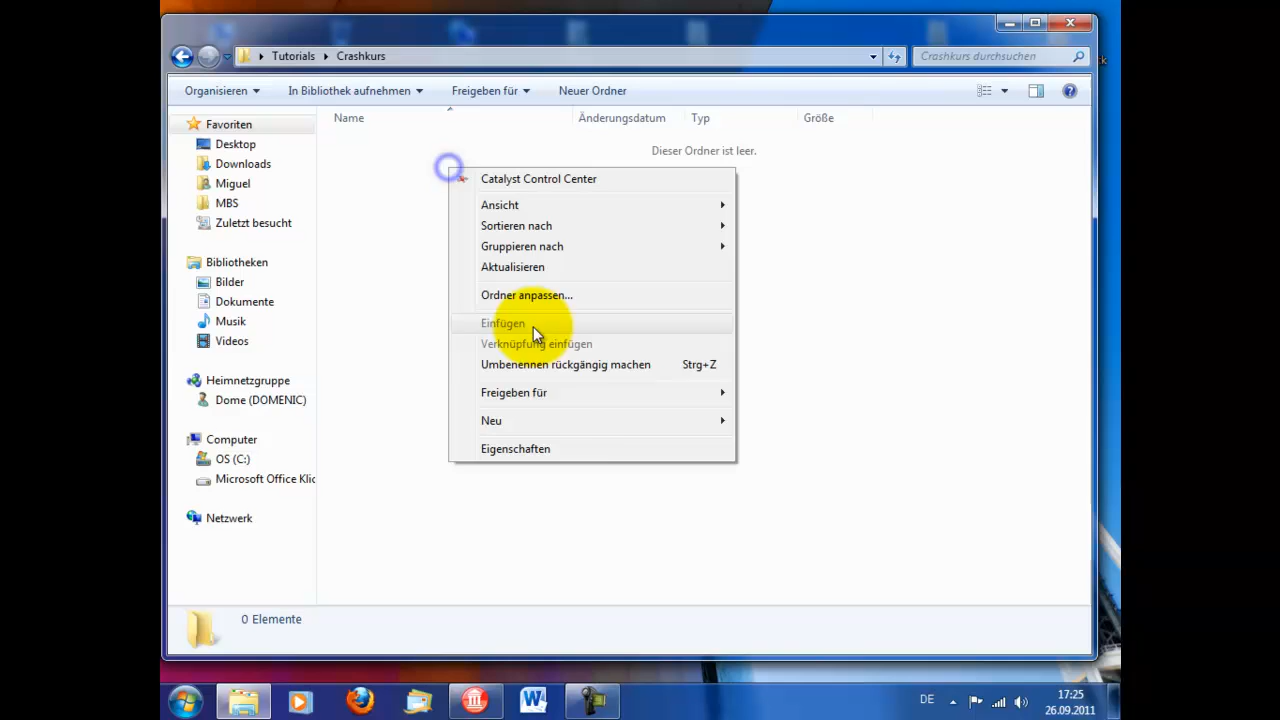 Tutorials Crashkurs
Crashkurs durchsuchen
Organisieren In Bibliothek aufnehmen Freigeben für Neuer Ordner
Name Änderungsdatum Typ Größe
Dieser Ordner ist leer.
Favoriten
Desktop
Downloads
Miguel
MBS
Zuletzt besucht
Bibliotheken
Bilder
Dokumente
Musik
Videos
Heimnetzgruppe
Dome (DOMENIC)
Computer
OS (C:)
Microsoft Office Klic
Netzwerk
Catalyst Control Center
Ansicht
Sortieren nach
Gruppieren nach
Aktualisieren
Ordner anpassen...
Einfügen
Verknüpfung einfügen
Umbenennen rückgängig machen Strg+Z
Freigeben für
Neu
Eigenschaften
0 Elemente
DE
17:25
26.09.2011